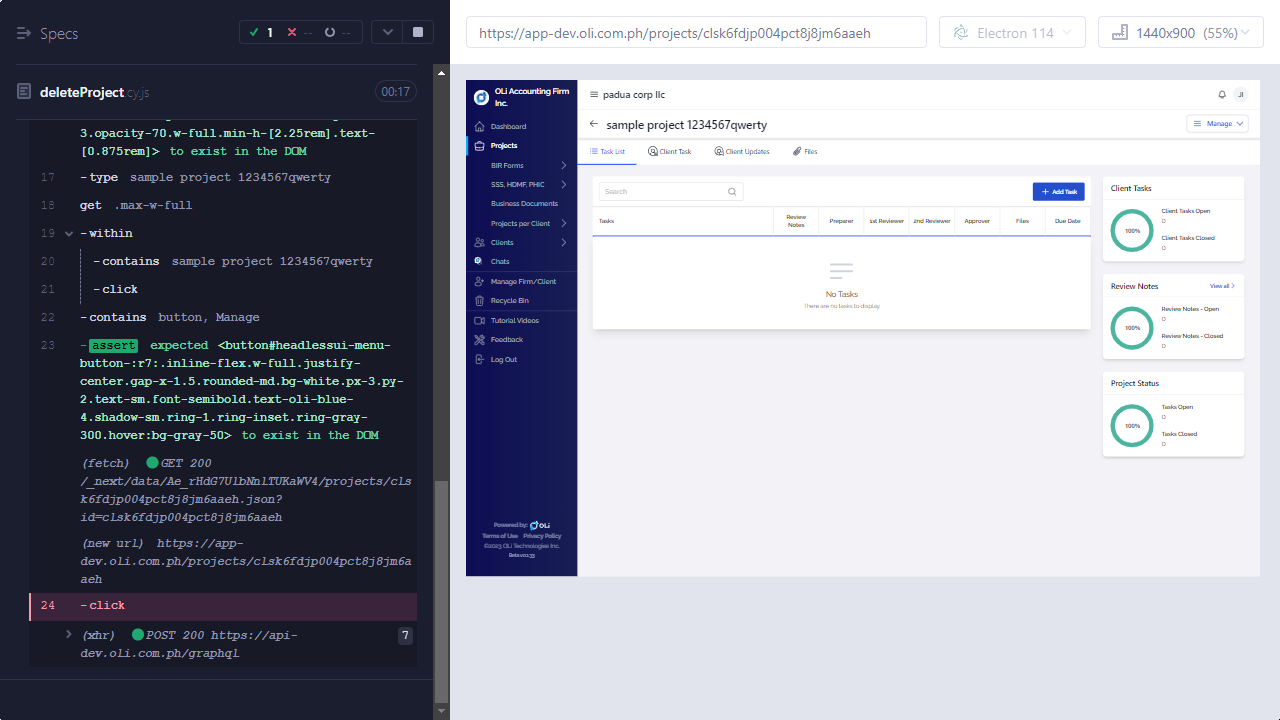 Specs
1
--
--
deleteProject.cy.js
00:17
3.opacity-70.w-full.min-h-[2.25rem].text-
[0.875rem]> to exist in the DOM
17 -type sample project 1234567qwerty
18 get .max-w-full
19 -within
20 -contains sample project 1234567qwerty
21 -click
22 -contains button, Manage
23 -assert expected <button#headlessui-menu-
button-:r7:.inline-flex.w-full.justify-
center.gap-x-1.5.rounded-md.bg-white.px-3.py-
2.text-sm.font-semibold.text-oli-blue-
4.shadow-sm.ring-1.ring-inset.ring-gray-
300.hover:bg-gray-50> to exist in the DOM
(fetch) GET 200
/_next/data/Ae_rHdG7UlbNnlTUKaWV4/projects/cls
k6fdjp004pct8j8jm6aaeh.json?
id=clsk6fdjp004pct8j8jm6aaeh
(new url) https://app-
dev.oli.com.ph/projects/clsk6fdjp004pct8j8jm6a
aeh
24 -click
(xhr) POST 200 https://api-
dev.oli.com.ph/graphql
7
https://app-dev.oli.com.ph/projects/clsk6fdjp004pct8j8jm6aaeh
Electron 114
1440x900 (55%)
OLi Accounting Firm
Inc.
Dashboard
Projects
BIR Forms
SSS, HDMF, PHIC
Business Documents
Projects per Client
Clients
Chats
Manage Firm/Client
Recycle Bin
Tutorial Videos
Feedback
Log Out
Powered by: OLi
Terms of Use Privacy Policy
©2023 OLi Technologies Inc.
Beta v0.1.33
padua corp llc
JI
sample project 1234567qwerty
Manage
Task List
Client Task
Client Updates
Files
Search
Add Task
Tasks
Review
Notes
Preparer
1st Reviewer
2nd Reviewer
Approver
Files
Due Date
No Tasks
There are no tasks to display
Client Tasks
100%
Client Tasks Open
0
Client Tasks Closed
0
Review Notes
View all
100%
Review Notes - Open
0
Review Notes - Closed
0
Project Status
100%
Tasks Open
0
Tasks Closed
0